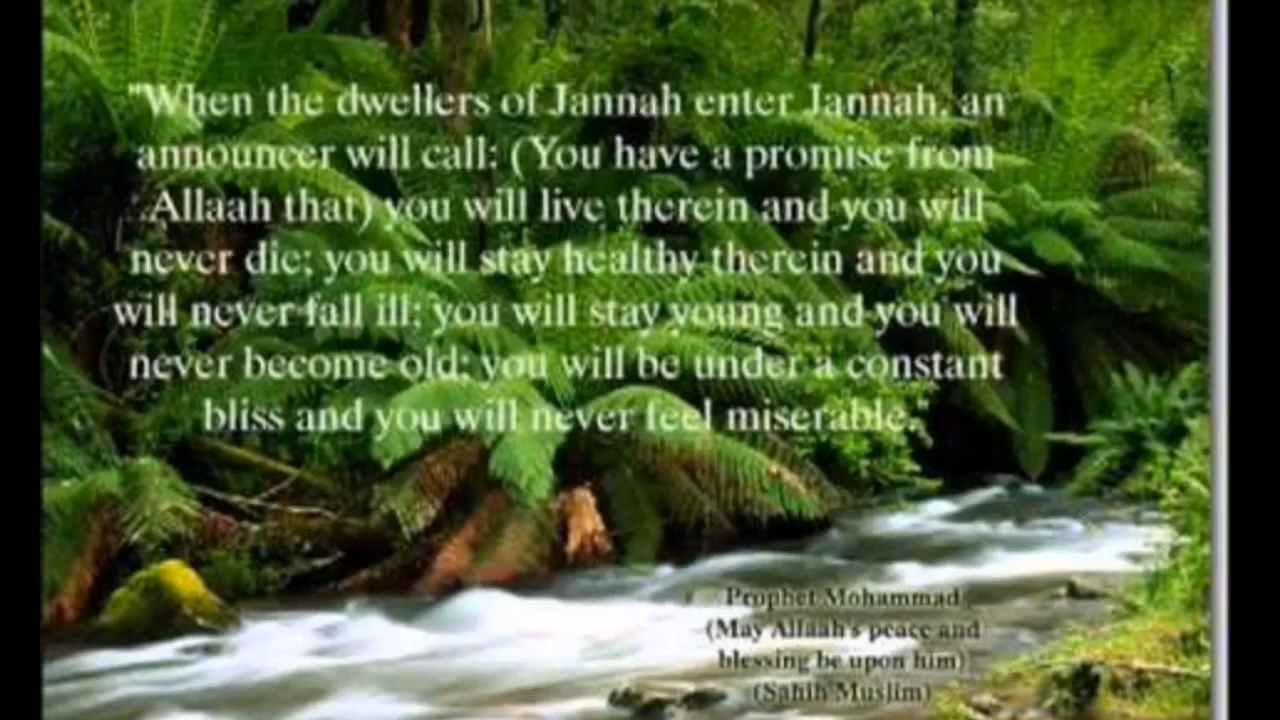 "When the dwellers of Jannah enter Jannah, an
announcer will call: (You have a promise from
Allaah that) you will live therein and you will
never die; you will stay healthy therein and you
will never fall ill; you will stay young and you will
never become old; you will be under a constant
bliss and you will never feel miserable."
Prophet Mohammad
(May Allaah's peace and
blessing be upon him)
(Sahih Muslim)